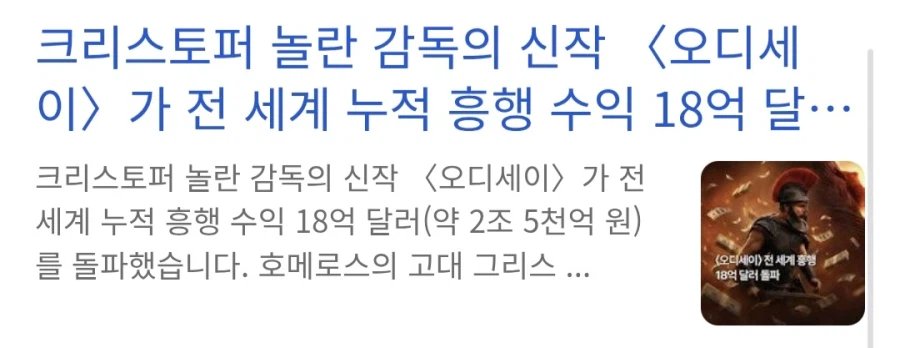 크리스토퍼 놀란 감독의 신작 〈오디세
이〉가 전 세계 누적 흥행 수익 18억 달…
크리스토퍼 놀란 감독의 신작 〈오디세이〉가 전
세계 누적 흥행 수익 18억 달러(약 2조 5천억 원)
를 돌파했습니다. 호메로스의 고대 그리스 ...
〈오디세이〉 전 세계 흥행
18억 달러 돌파